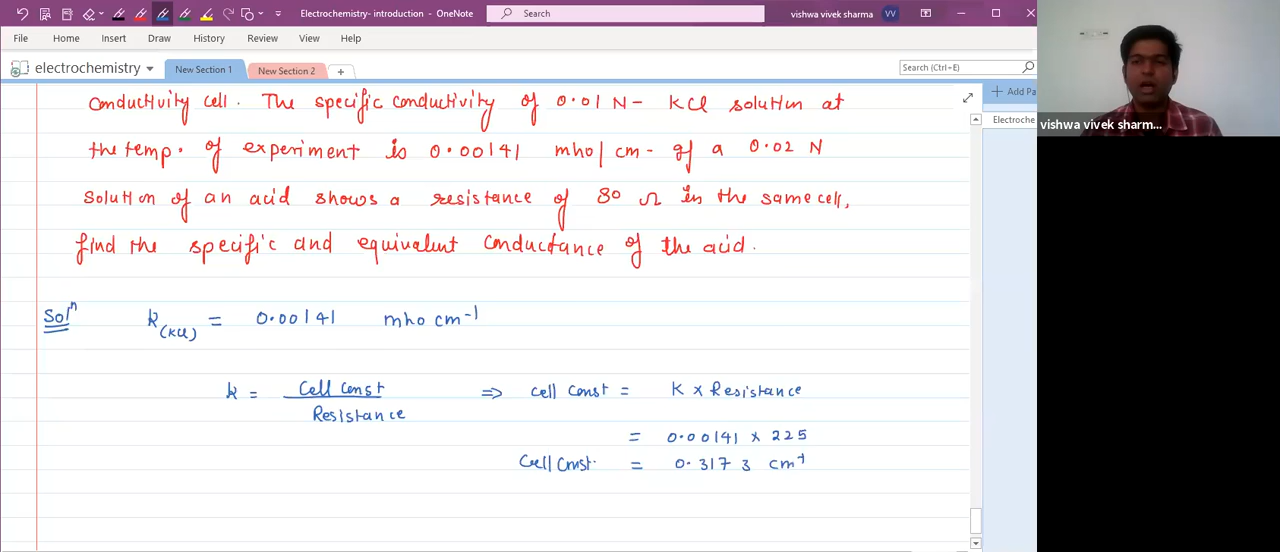 Electrochemistry- introduction - OneNote
Search
vishwa vivek sharma
VV
File Home Insert Draw History Review View Help
electrochemistry
New Section 1
New Section 2
Search (Ctrl+E)
Add Pa
Electroche
vishwa vivek sharm...
Conductivity cell. The specific conductivity of 0.01 N- KCl solution at
the temp. of experiment is 0.00141 mho/cm- If a 0.02 N
solution of an acid shows a resistance of 80 Ω in the same cell,
find the specific and equivalent conductance of the acid.
Solⁿ
k(KCl) = 0.00141 mho cm⁻¹
k = Cell Const / Resistance ⇒ cell const = K × Resistance
= 0.00141 × 225
Cell Const. = 0.3173 cm⁻¹